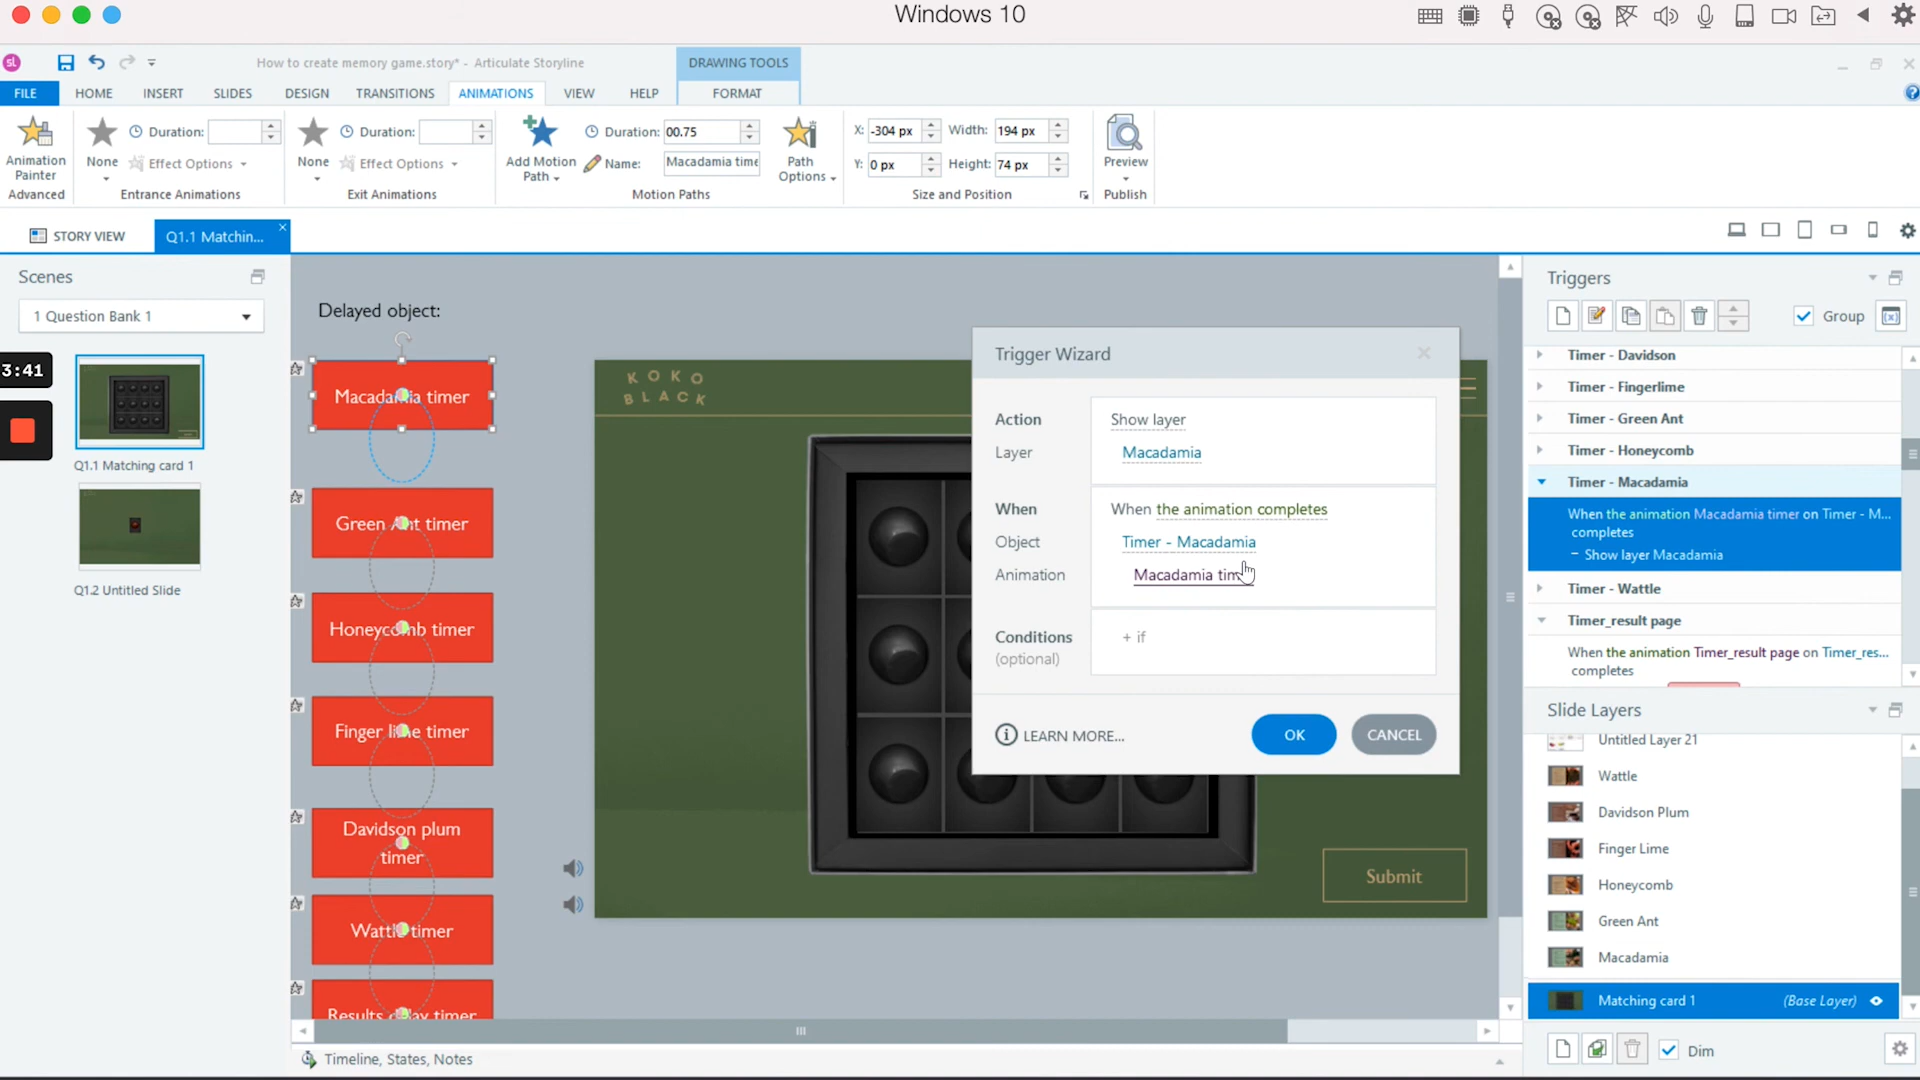 Windows 10
sl
How to create memory game.story* - Articulate Storyline
DRAWING TOOLS
FILE
HOME
INSERT
SLIDES
DESIGN
TRANSITIONS
ANIMATIONS
VIEW
HELP
FORMAT
Animation
Painter
Advanced
None
Duration:
Effect Options
Entrance Animations
None
Duration:
Effect Options
Exit Animations
Add Motion
Path
Duration: 00.75
Name: Macadamia time
Path
Options
Motion Paths
X: -304 px
Width: 194 px
Y: 0 px
Height: 74 px
Size and Position
Preview
Publish
STORY VIEW
Q1.1 Matchin...
Scenes
1 Question Bank 1
3:41
Q1.1 Matching card 1
Q1.2 Untitled Slide
Delayed object:
Macadamia timer
Green Ant timer
Honeycomb timer
Finger lime timer
Davidson plum
timer
Wattle timer
Results delay timer
KOKO
BLACK
Submit
Trigger Wizard
Action
Show layer
Layer
Macadamia
When
When the animation completes
Object
Timer - Macadamia
Animation
Macadamia
Conditions
(optional)
+ if
LEARN MORE...
OK
CANCEL
Triggers
Group
Timer - Davidson
Timer - Fingerlime
Timer - Green Ant
Timer - Honeycomb
Timer - Macadamia
When the animation Macadamia timer on Timer - M...
completes
- Show layer Macadamia
Timer - Wattle
Timer_result page
When the animation Timer_result page on Timer_res...
completes
Slide Layers
Untitled Layer 21
Wattle
Davidson Plum
Finger Lime
Honeycomb
Green Ant
Macadamia
Matching card 1
(Base Layer)
Dim
Timeline, States, Notes